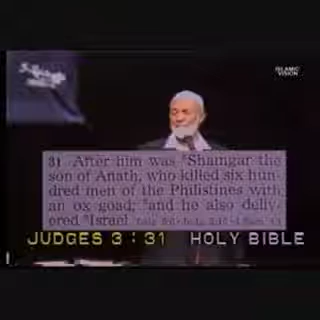 ISLAMIC
VISION
31 After him was "Shamgar the
son of Anath, who killed six hun-
dred men of the Philistines with
an ox goad; "and he also deliv-
ered "Israel.
JUDGES 3 : 31 HOLY BIBLE